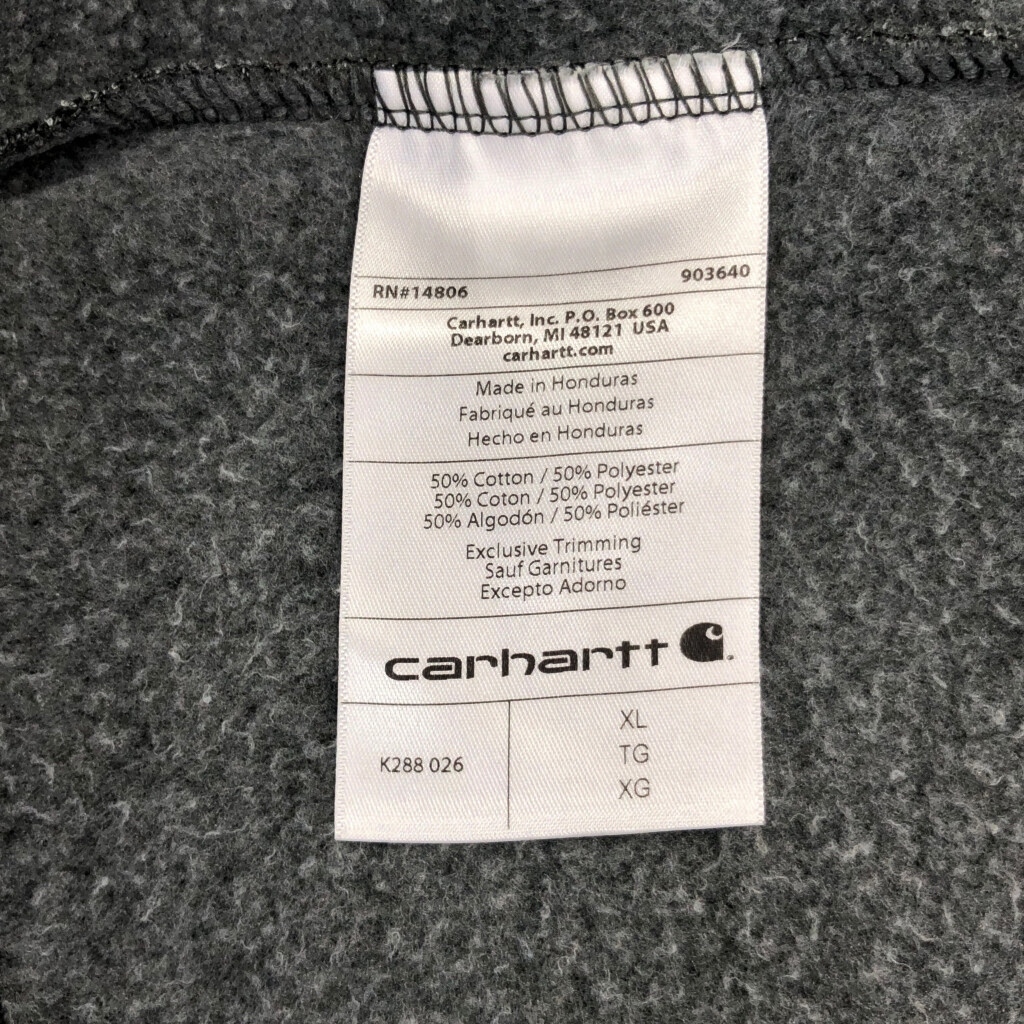 RN#14806 903640
Carhartt, Inc. P.O. Box 600
Dearborn, MI 48121 USA
carhartt.com
Made in Honduras
Fabriqué au Honduras
Hecho en Honduras
50% Cotton / 50% Polyester
50% Coton / 50% Polyester
50% Algodón / 50% Poliéster
Exclusive Trimming
Sauf Garnitures
Excepto Adorno
carhartt
K288 026
XL
TG
XG